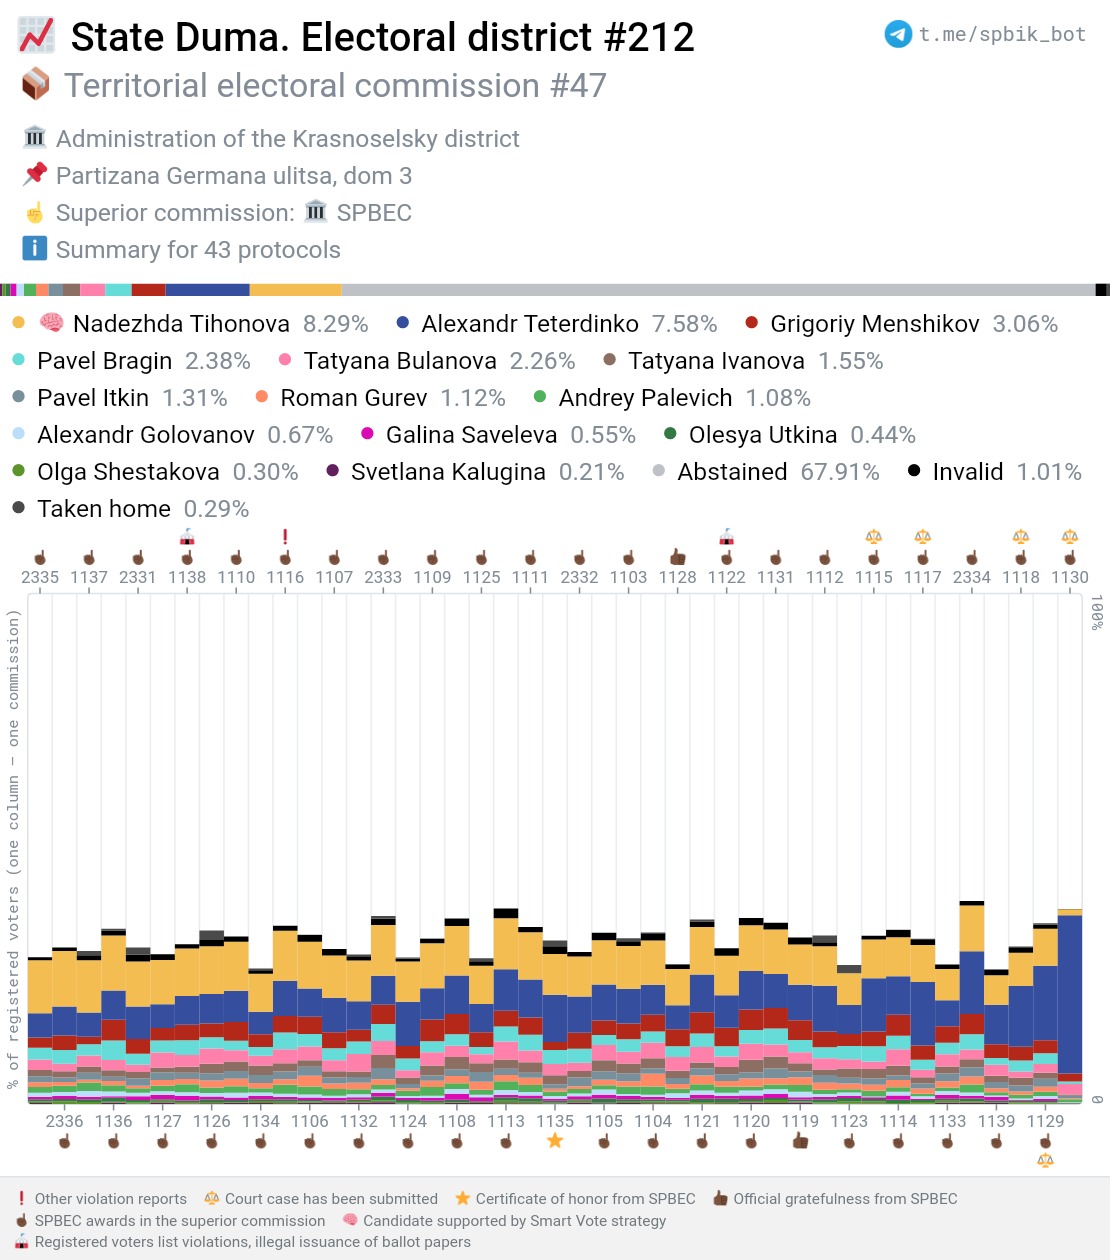 State Duma. Electoral district #212
t.me/spbik_bot
Territorial electoral commission #47
Administration of the Krasnoselsky district
Partizana Germana ulitsa, dom 3
Superior commission: SPBEC
Summary for 43 protocols
Nadezhda Tihonova 8.29% Alexandr Teterdinko 7.58% Grigoriy Menshikov 3.06%
Pavel Bragin 2.38% Tatyana Bulanova 2.26% Tatyana Ivanova 1.55%
Pavel Itkin 1.31% Roman Gurev 1.12% Andrey Palevich 1.08%
Alexandr Golovanov 0.67% Galina Saveleva 0.55% Olesya Utkina 0.44%
Olga Shestakova 0.30% Svetlana Kalugina 0.21% Abstained 67.91% Invalid 1.01%
Taken home 0.29%
2335 1137 2331 1138 1110 1116 1107 2333 1109 1125 1111 2332 1103 1128 1122 1131 1112 1115 1117 2334 1118 1130
100%
% of registered voters (one column – one commission)
0
2336 1136 1127 1126 1134 1106 1132 1124 1108 1113 1135 1105 1104 1121 1120 1119 1123 1114 1133 1139 1129
Other violation reports Court case has been submitted Certificate of honor from SPBEC Official gratefulness from SPBEC
SPBEC awards in the superior commission Candidate supported by Smart Vote strategy
Registered voters list violations, illegal issuance of ballot papers